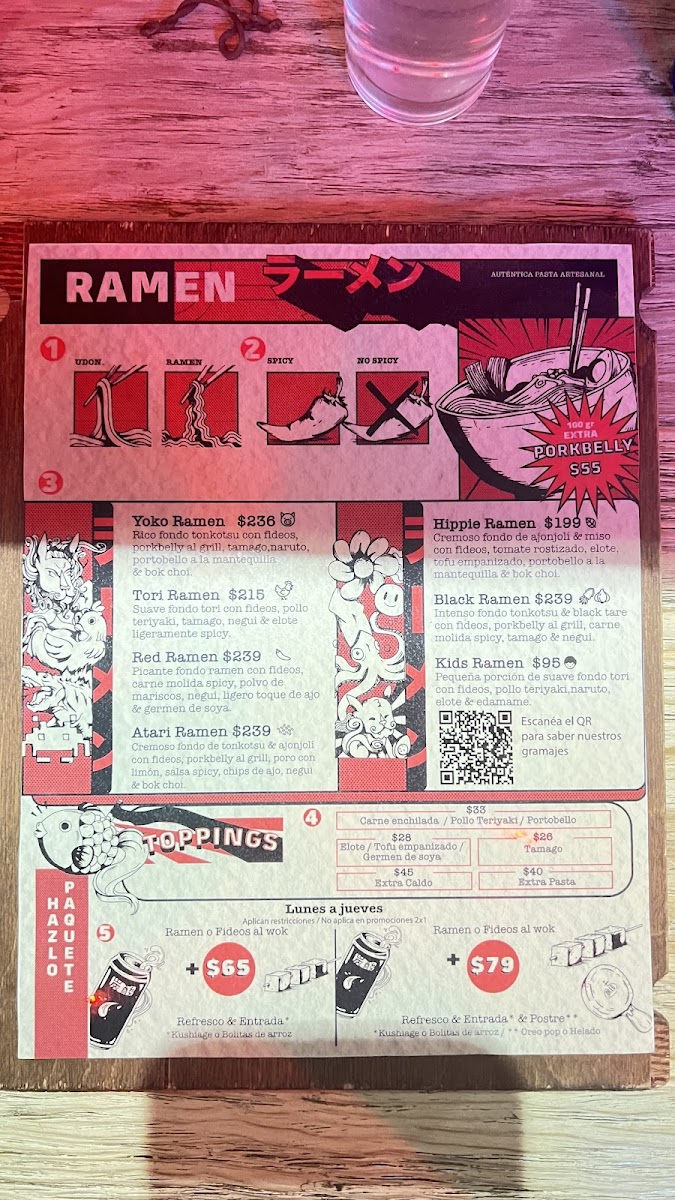 RAMEN
ラーメン
AUTÉNTICA PASTA ARTESANAL
1
UDON.
RAMEN
2
SPICY
NO SPICY
100 gr
EXTRA
PORKBELLY
$55
3
Yoko Ramen $236
Rico fondo tonkotsu con fideos,
porkbelly al grill, tamago,naruto,
portobello a la mantequilla
& bok choi.
Tori Ramen $215
Suave fondo tori con fideos, pollo
teriyaki, tamago, negui & elote
ligeramente spicy.
Red Ramen $239
Picante fondo ramen con fideos,
carne molida spicy, polvo de
mariscos, negui, ligero toque de ajo
& germen de soya.
Atari Ramen $239
Cremoso fondo de tonkotsu & ajonjolí
con fideos, porkbelly al grill, poro con
limón, salsa spicy, chips de ajo, negui
& bok choi.
Hippie Ramen $199
Cremoso fondo de ajonjolí & miso
con fideos, tomate rostizado, elote,
tofu empanizado, portobello a la
mantequilla & bok choi.
Black Ramen $239
Intenso fondo tonkotsu & black tare
con fideos, porkbelly al grill, carne
molida spicy, tamago & negui.
Kids Ramen $95
Pequeña porción de suave fondo tori
con fideos, pollo teriyaki,naruto,
elote & edamame.
Escanéa el QR
para saber nuestros
gramajes
TOPPINGS
4
$33
Carne enchilada / Pollo Teriyaki / Portobello
$28
Elote / Tofu empanizado /
Germen de soya
$26
Tamago
$45
Extra Caldo
$40
Extra Pasta
HAZLO
PAQUETE
Lunes a jueves
Aplican restricciones / No aplica en promociones 2x1
5
Ramen o Fideos al wok
+ $65
Refresco & Entrada*
*Kushiage o Bolitas de arroz
Ramen o Fideos al wok
+ $79
Refresco & Entrada* & Postre**
*Kushiage o Bolitas de arroz / ** Oreo pop o Helado